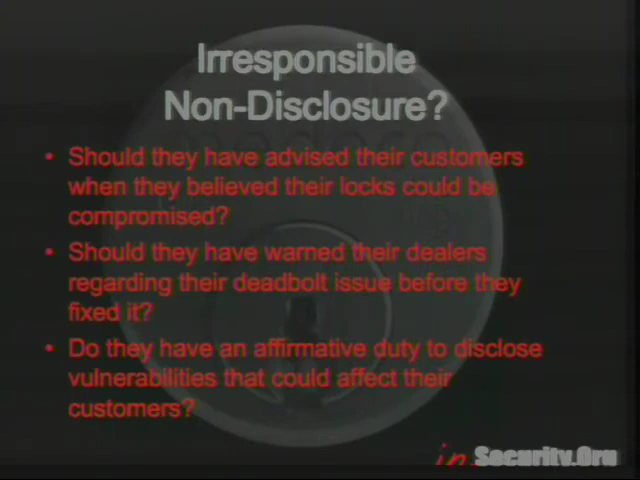 Irresponsible
Non-Disclosure?
• Should they have advised their customers
when they believed their locks could be
compromised?
• Should they have warned their dealers
regarding their deadbolt issue before they
fixed it?
• Do they have an affirmative duty to disclose
vulnerabilities that could affect their
customers?
in Security.Org